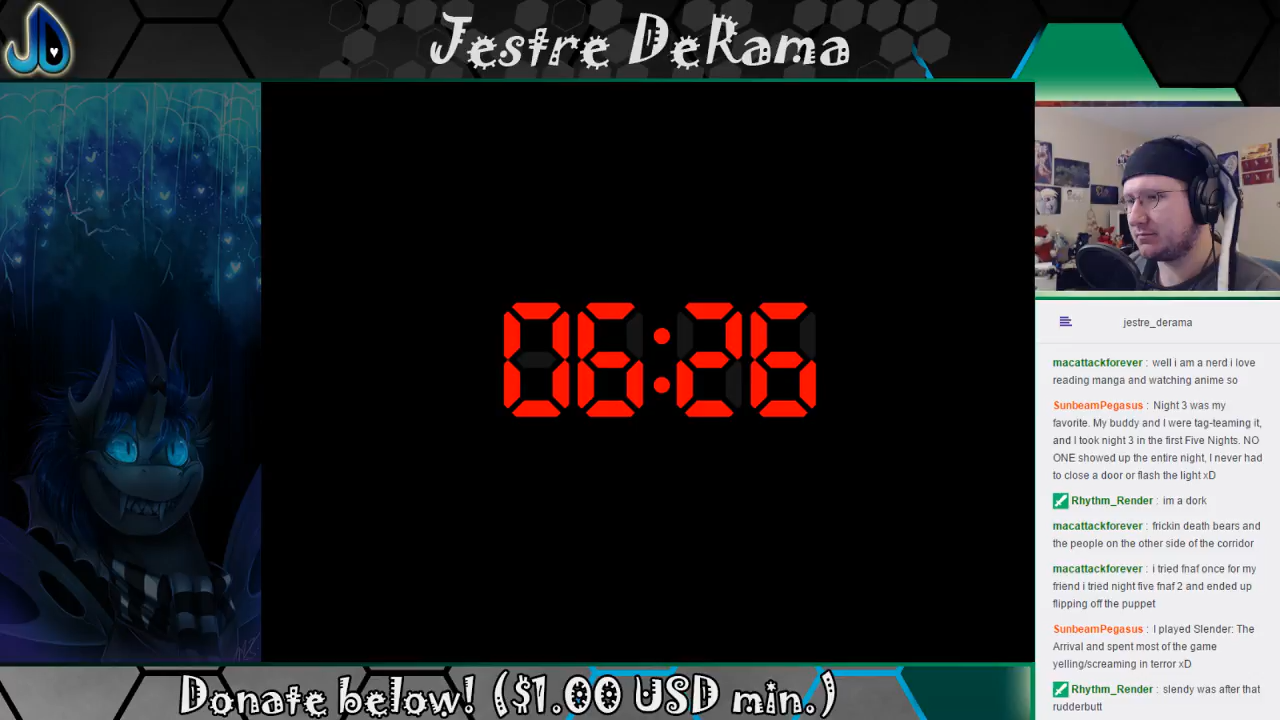 JD
Jestre DeRama
06:26
jestre_derama
macattackforever : well i am a nerd i love
reading manga and watching anime so
SunbeamPegasus : Night 3 was my
favorite. My buddy and I were tag-teaming it,
and I took night 3 in the first Five Nights. NO
ONE showed up the entire night, I never had
to close a door or flash the light xD
Rhythm_Render : im a dork
macattackforever : frickin death bears and
the people on the other side of the corridor
macattackforever : i tried fnaf once for my
friend i tried night five fnaf 2 and ended up
flipping off the puppet
SunbeamPegasus : I played Slender: The
Arrival and spent most of the game
yelling/screaming in terror xD
Rhythm_Render : slendy was after that
rudderbutt
Donate below! ($1.00 USD min.)